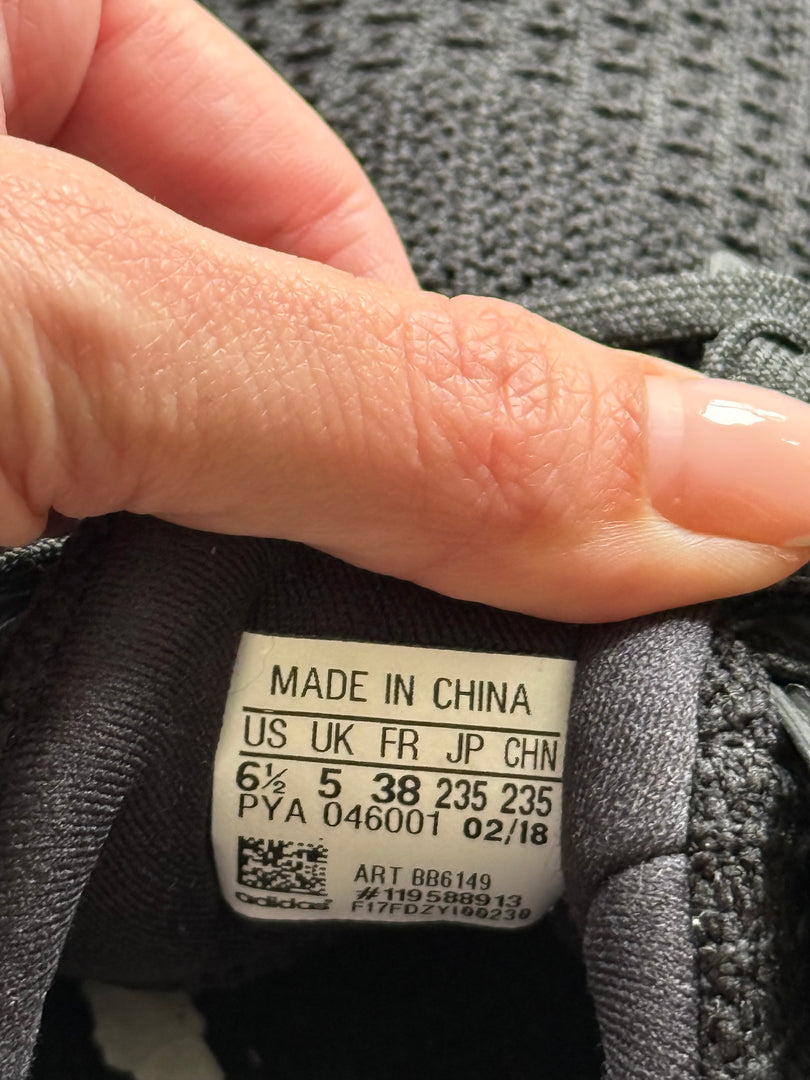 MADE IN CHINA
US UK FR JP CHN
6½ 5 38 235 235
PYA 046001 02/18
ART BB6149
#119588913
adidas
F17FDZY100230